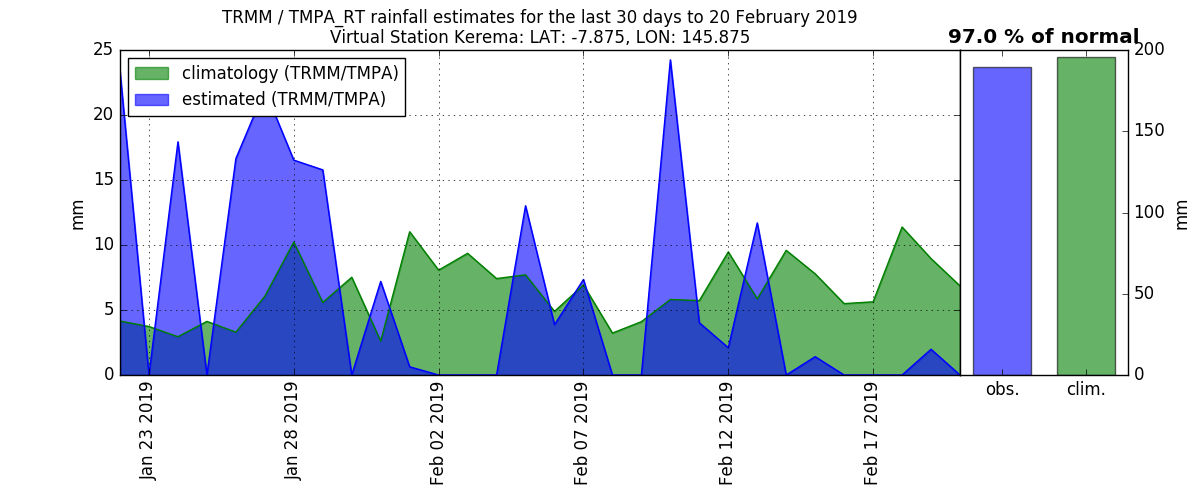 TRMM / TMPA_RT rainfall estimates for the last 30 days to 20 February 2019
Virtual Station Kerema: LAT: -7.875, LON: 145.875
97.0 % of normal
climatology (TRMM/TMPA)
estimated (TRMM/TMPA)
25
20
15
10
5
0
mm
Jan 23 2019
Jan 28 2019
Feb 02 2019
Feb 07 2019
Feb 12 2019
Feb 17 2019
200
150
100
50
0
mm
obs.
clim.